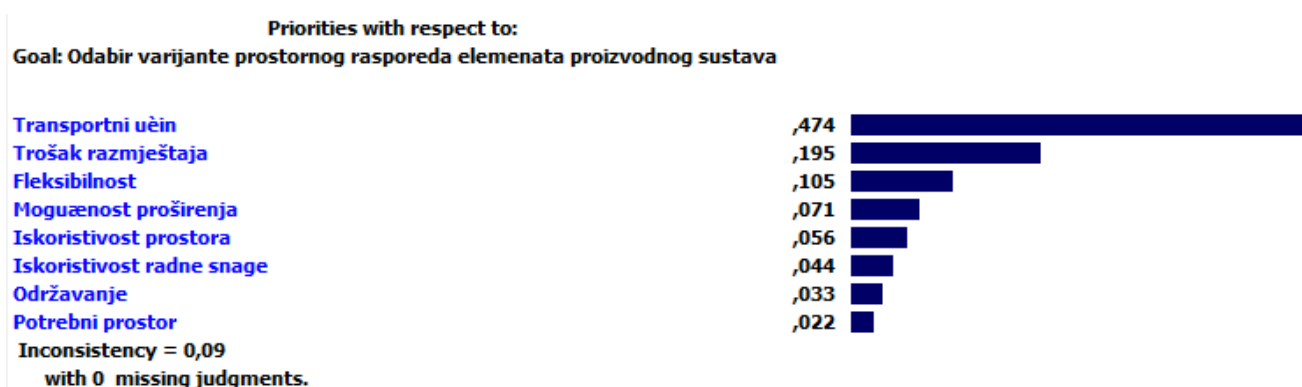 Priorities with respect to:
Goal: Odabir varijante prostornog rasporeda elemenata proizvodnog sustava
Transportni uèin ,474
Trošak razmještaja ,195
Fleksibilnost ,105
Moguænost proširenja ,071
Iskoristivost prostora ,056
Iskoristivost radne snage ,044
Održavanje ,033
Potrebni prostor ,022
Inconsistency = 0,09
with 0 missing judgments.